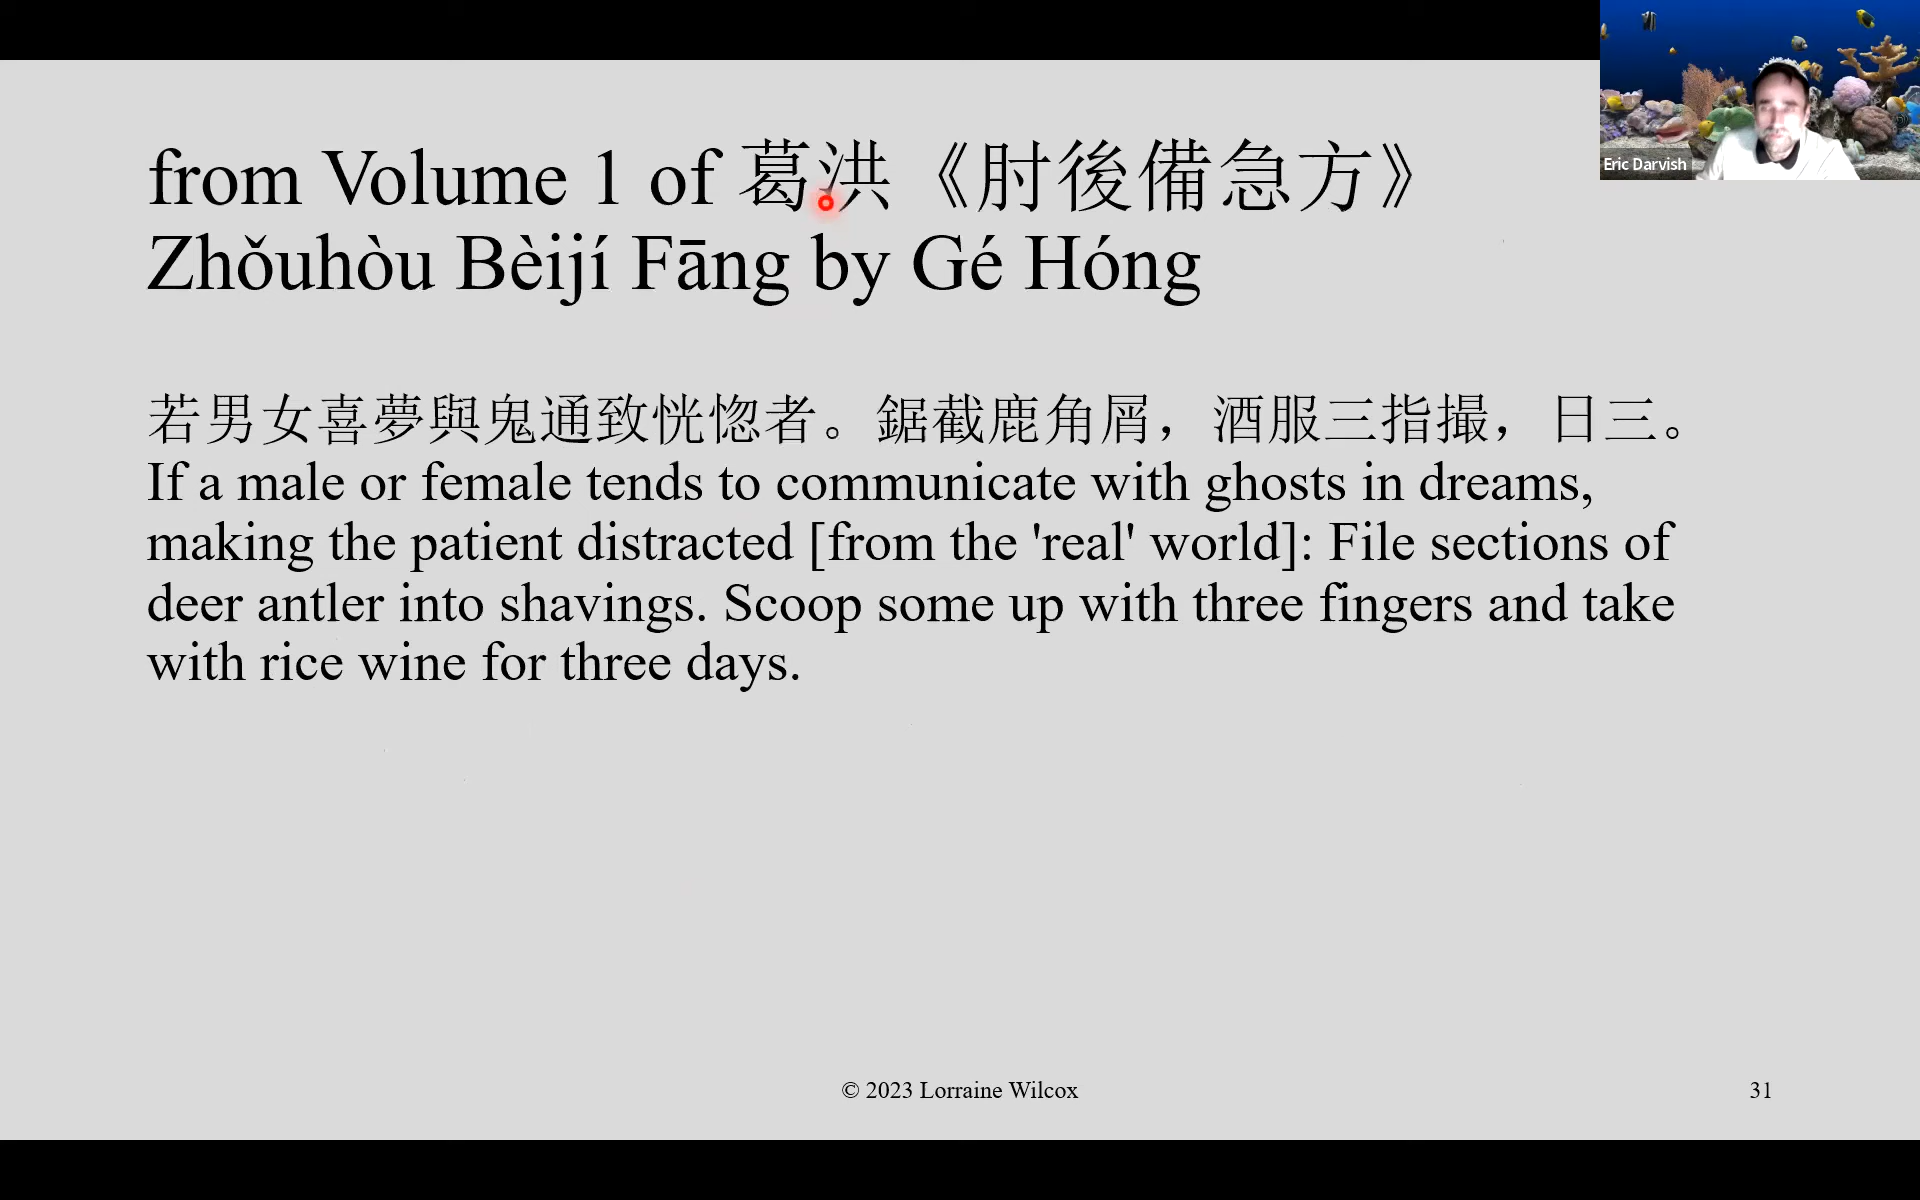 from Volume 1 of 葛洪《肘後備急方》
Zhǒuhòu Bèijí Fāng by Gé Hóng
若男女喜夢與鬼通致恍惚者。鋸截鹿角屑，酒服三指撮，日三。
If a male or female tends to communicate with ghosts in dreams,
making the patient distracted [from the 'real' world]: File sections of
deer antler into shavings. Scoop some up with three fingers and take
with rice wine for three days.
© 2023 Lorraine Wilcox
31
Eric Darvish